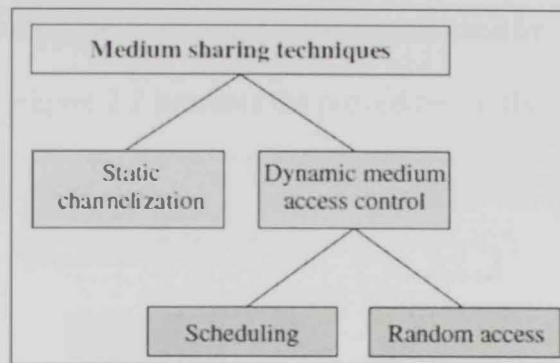 Medium sharing techniques
Static
channelization
Dynamic medium
access control
Scheduling
Random access